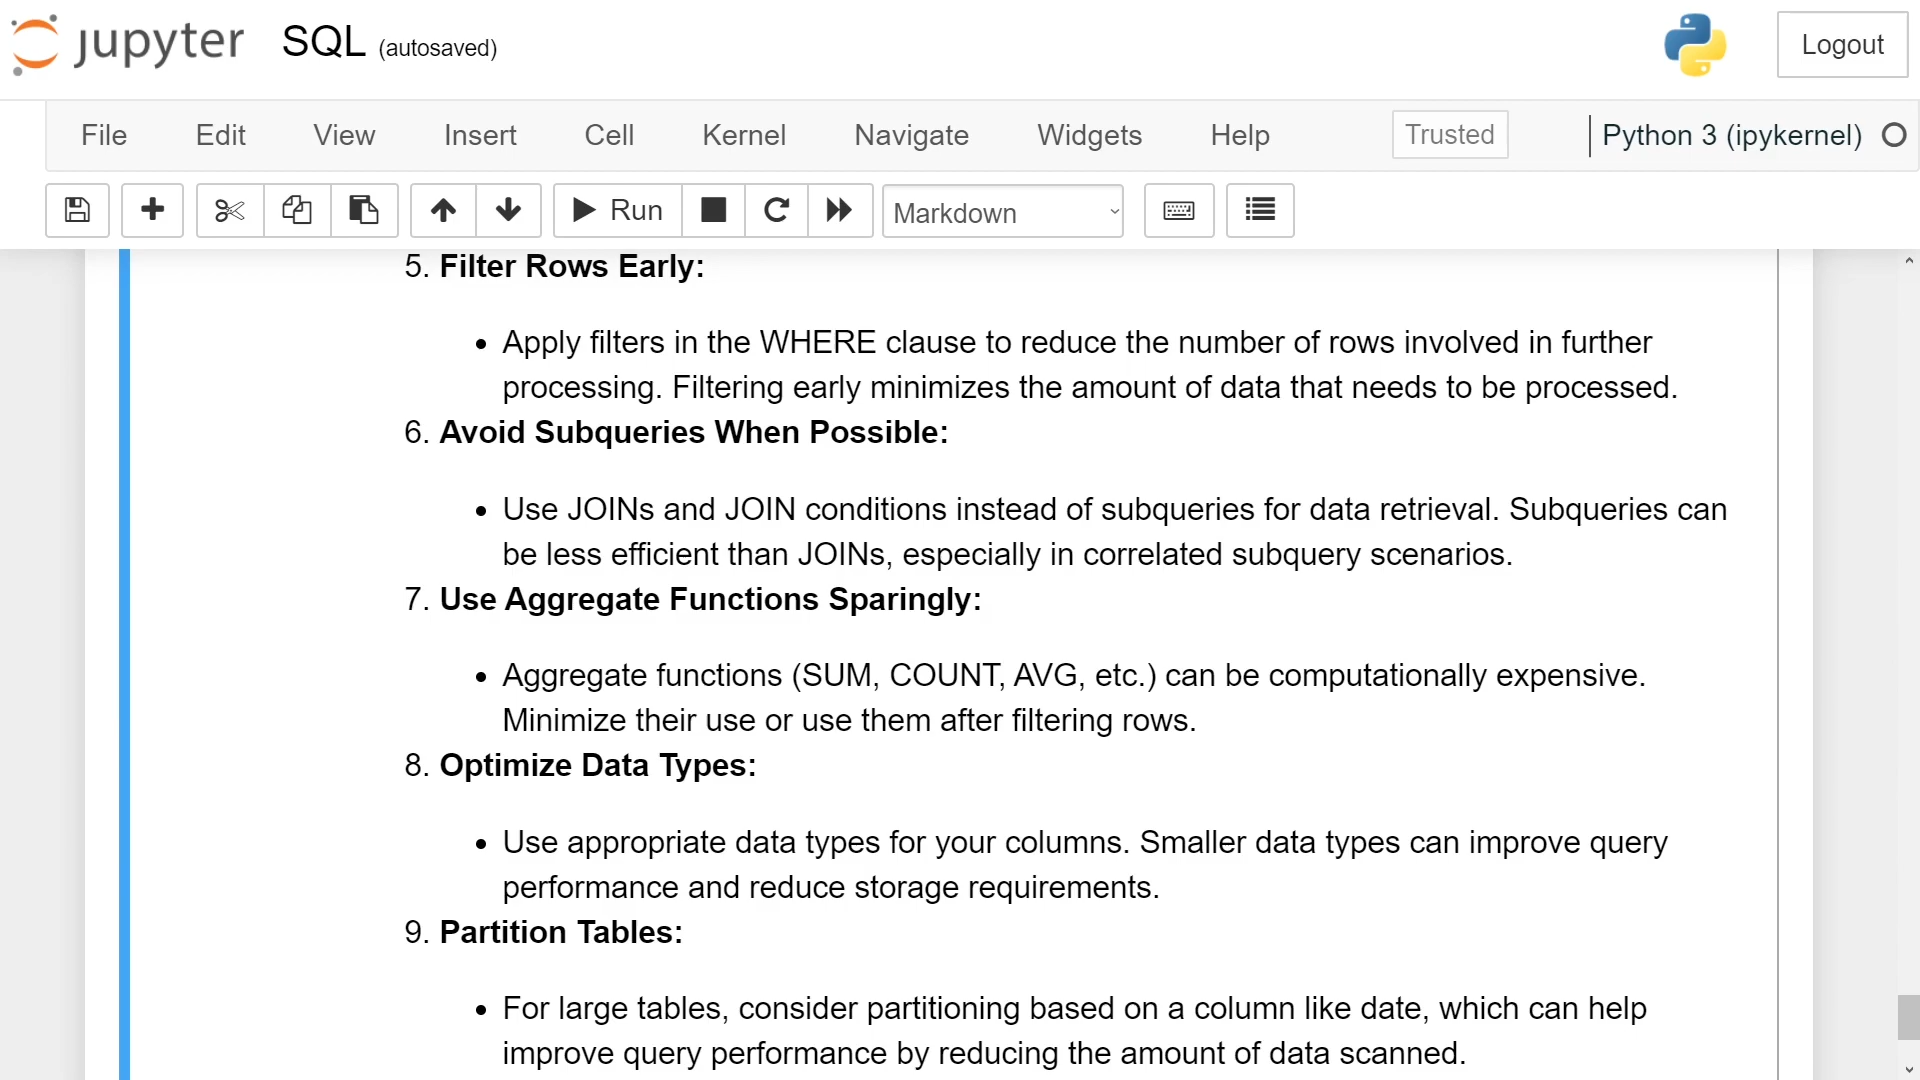 jupyter SQL (autosaved) Logout
File Edit View Insert Cell Kernel Navigate Widgets Help Trusted Python 3 (ipykernel)
Run Markdown
5. Filter Rows Early:
• Apply filters in the WHERE clause to reduce the number of rows involved in further
processing. Filtering early minimizes the amount of data that needs to be processed.
6. Avoid Subqueries When Possible:
• Use JOINs and JOIN conditions instead of subqueries for data retrieval. Subqueries can
be less efficient than JOINs, especially in correlated subquery scenarios.
7. Use Aggregate Functions Sparingly:
• Aggregate functions (SUM, COUNT, AVG, etc.) can be computationally expensive.
Minimize their use or use them after filtering rows.
8. Optimize Data Types:
• Use appropriate data types for your columns. Smaller data types can improve query
performance and reduce storage requirements.
9. Partition Tables:
• For large tables, consider partitioning based on a column like date, which can help
improve query performance by reducing the amount of data scanned.